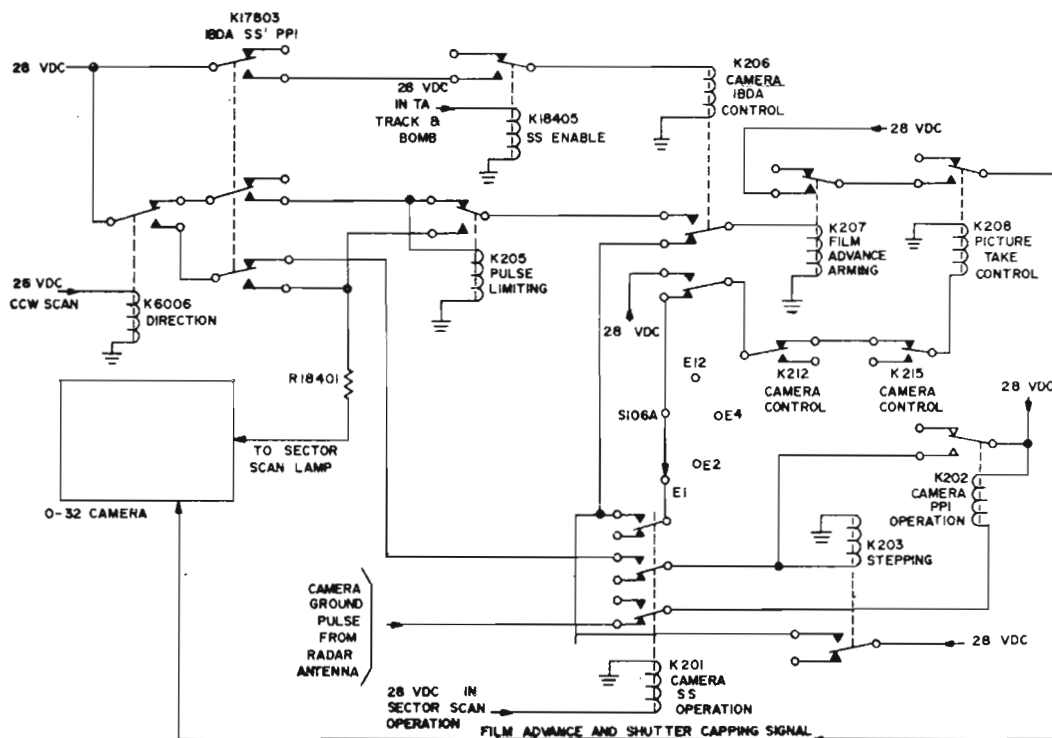 K17803
IBDA SS' PPI
28 VDC
28 VDC
IN TA
TRACK &
BOMB
K18405
SS ENABLE
K206
CAMERA
IBDA
CONTROL
28 VDC
K205
PULSE
LIMITING
K207
FILM
ADVANCE
ARMING
K208
PICTURE
TAKE
CONTROL
28 VDC
CCW SCAN
K6006
DIRECTION
28 VDC
R18401
E12
S106A
E4
E2
E1
K212
CAMERA
CONTROL
K215
CAMERA
CONTROL
28 VDC
TO SECTOR
SCAN LAMP
O-32 CAMERA
K202
CAMERA
PPI
OPERATION
K203
STEPPING
CAMERA
GROUND
PULSE
FROM
RADAR
ANTENNA
28 VDC
K201
CAMERA
SS
OPERATION
28 VDC IN
SECTOR SCAN
OPERATION
FILM ADVANCE AND SHUTTER CAPPING SIGNAL